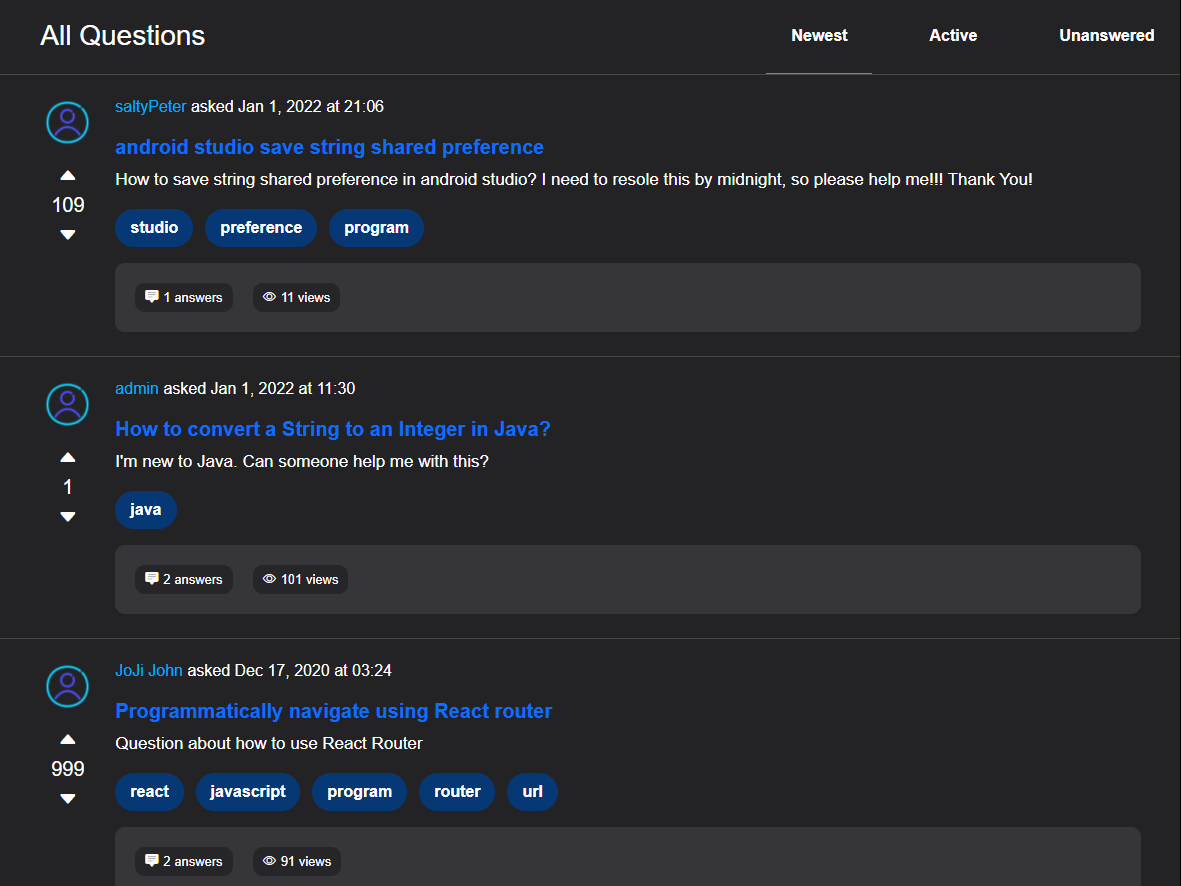 All Questions
Newest
Active
Unanswered
saltyPeter asked Jan 1, 2022 at 21:06
android studio save string shared preference
How to save string shared preference in android studio? I need to resole this by midnight, so please help me!!! Thank You!
109
studio
preference
program
1 answers
11 views
admin asked Jan 1, 2022 at 11:30
How to convert a String to an Integer in Java?
I'm new to Java. Can someone help me with this?
1
java
2 answers
101 views
JoJi John asked Dec 17, 2020 at 03:24
Programmatically navigate using React router
Question about how to use React Router
999
react
javascript
program
router
url
2 answers
91 views